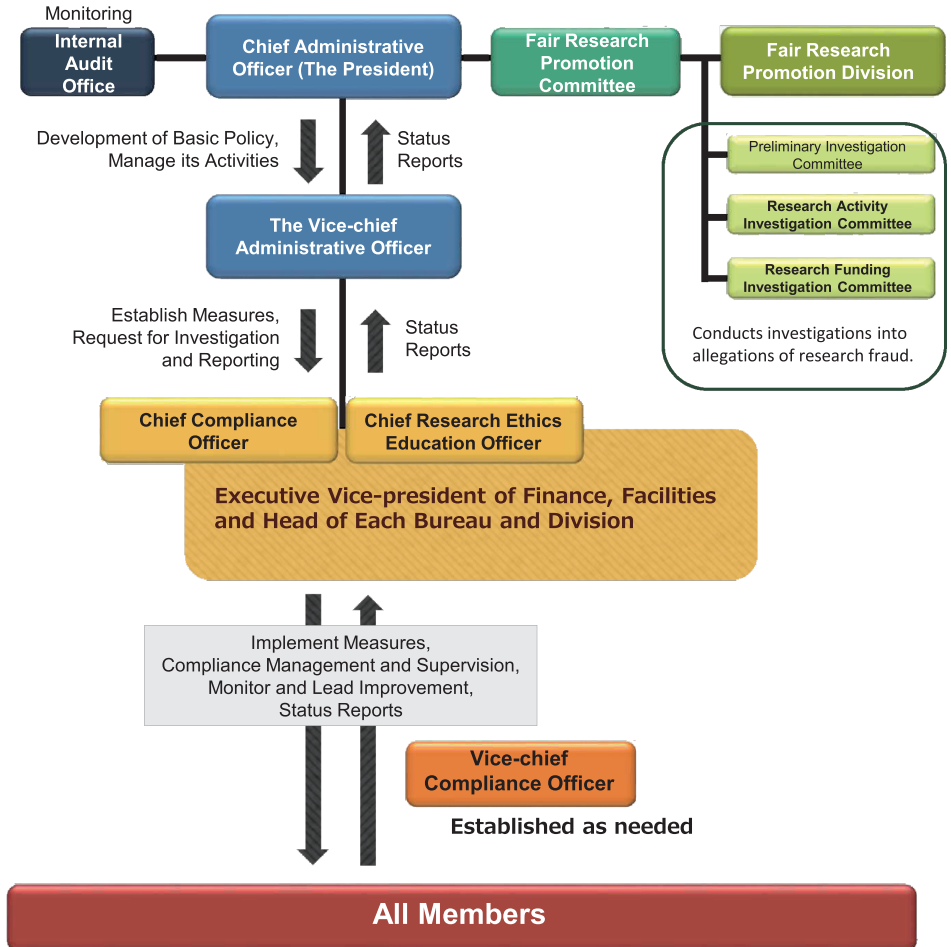 Monitoring
Internal
Audit
Office
Chief Administrative
Officer (The President)
Fair Research
Promotion
Committee
Fair Research
Promotion Division
Development of Basic Policy,
Manage its Activities
Status
Reports
Preliminary Investigation
Committee
Research Activity
Investigation Committee
Research Funding
Investigation Committee
Conducts investigations into
allegations of research fraud.
The Vice-chief
Administrative Officer
Establish Measures,
Request for Investigation
and Reporting
Status
Reports
Chief Compliance
Officer
Chief Research Ethics
Education Officer
Executive Vice-president of Finance, Facilities
and Head of Each Bureau and Division
Implement Measures,
Compliance Management and Supervision,
Monitor and Lead Improvement,
Status Reports
Vice-chief
Compliance Officer
Established as needed
All Members